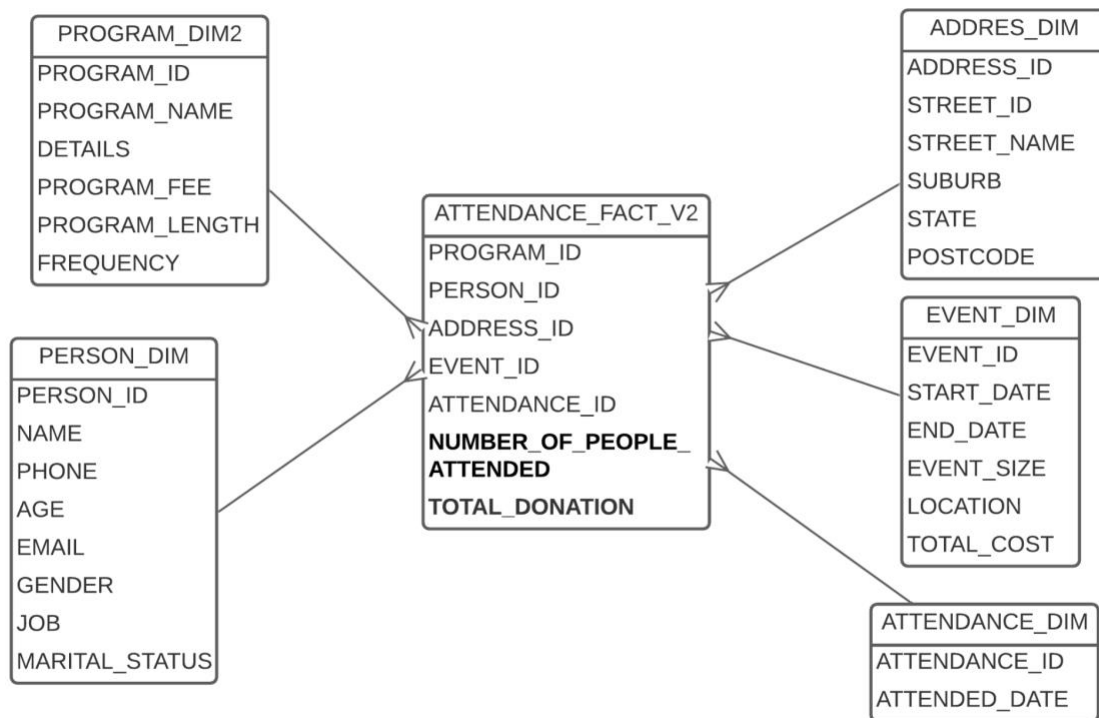 PROGRAM_DIM2
PROGRAM_ID
PROGRAM_NAME
DETAILS
PROGRAM_FEE
PROGRAM_LENGTH
FREQUENCY
PERSON_DIM
PERSON_ID
NAME
PHONE
AGE
EMAIL
GENDER
JOB
MARITAL_STATUS
ATTENDANCE_FACT_V2
PROGRAM_ID
PERSON_ID
ADDRESS_ID
EVENT_ID
ATTENDANCE_ID
NUMBER_OF_PEOPLE_
ATTENDED
TOTAL_DONATION
ADDRES_DIM
ADDRESS_ID
STREET_ID
STREET_NAME
SUBURB
STATE
POSTCODE
EVENT_DIM
EVENT_ID
START_DATE
END_DATE
EVENT_SIZE
LOCATION
TOTAL_COST
ATTENDANCE_DIM
ATTENDANCE_ID
ATTENDED_DATE